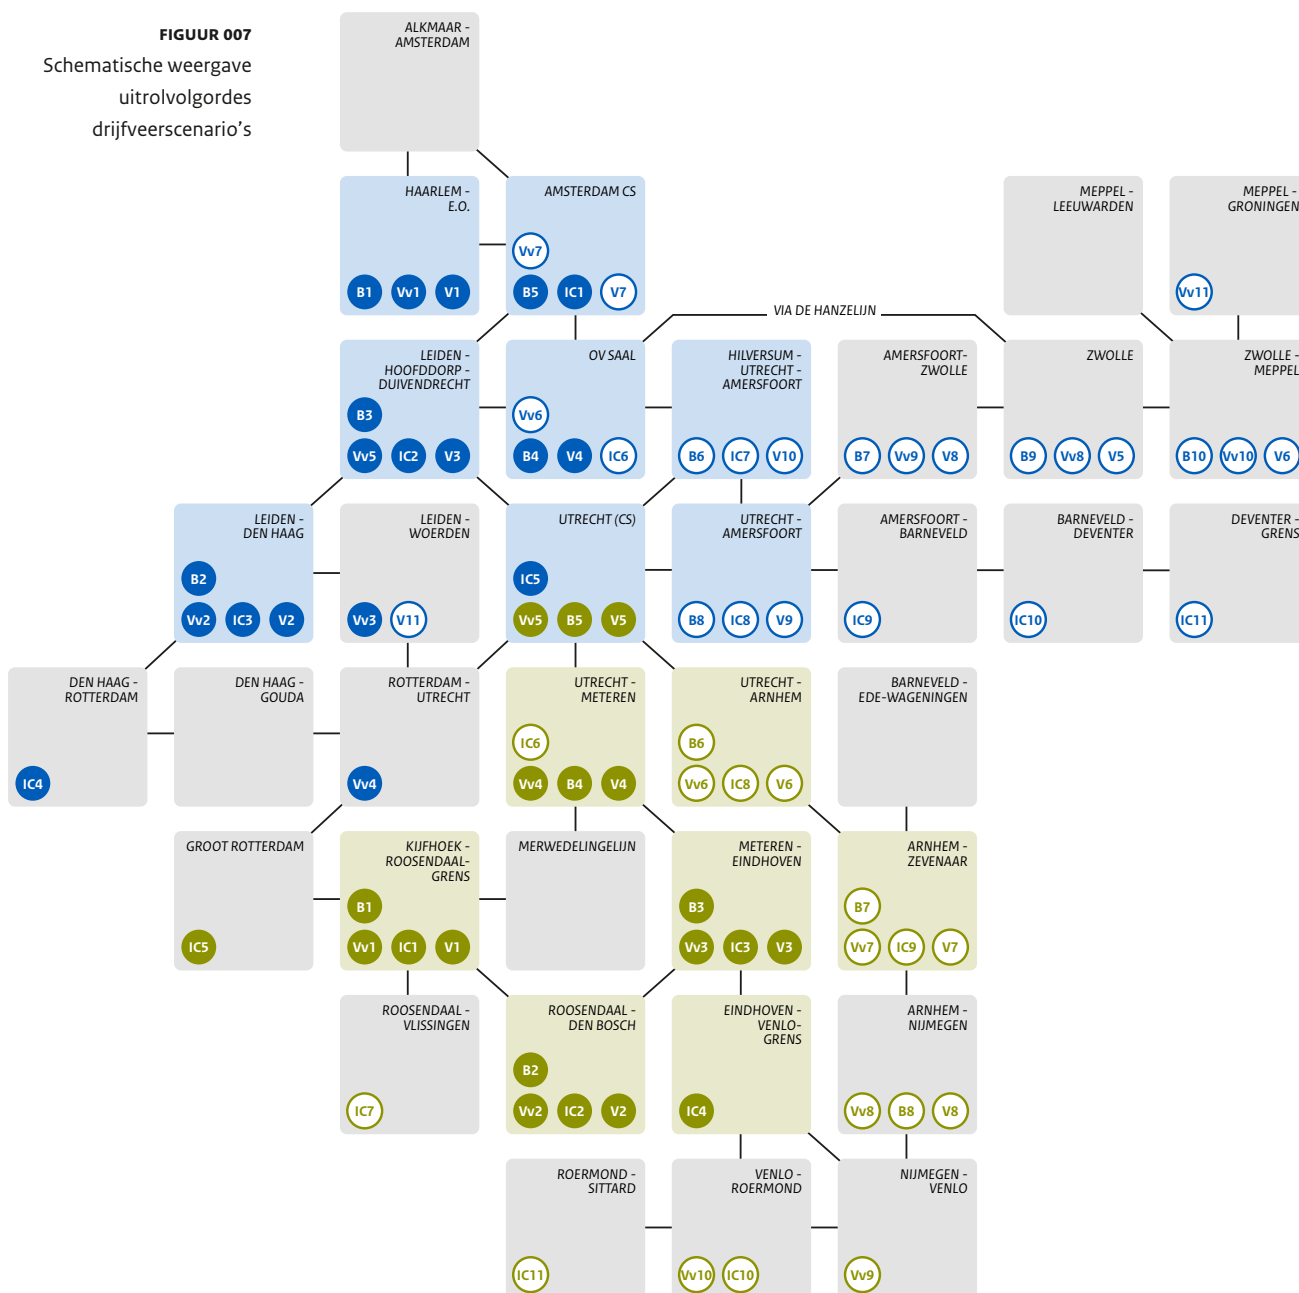 FIGUUR 007
Schematische weergave
uitrolvolgordes
drijfveerscenario's
ALKMAAR -
AMSTERDAM
HAARLEM -
E.O.
B1 Vv1 V1
AMSTERDAM CS
Vv7
B5 IC1 V7
MEPPEL -
LEEUWARDEN
MEPPEL -
GRONINGEN
Vv11
VIA DE HANZELIJN
LEIDEN -
HOOFDDORP -
DUIVENDRECHT
B3
Vv5 IC2 V3
OV SAAL
Vv6
B4 V4 IC6
HILVERSUM -
UTRECHT -
AMERSFOORT
B6 IC7 V10
AMERSFOORT-
ZWOLLE
B7 Vv9 V8
ZWOLLE
B9 Vv8 V5
ZWOLLE -
MEPPEL
B10 Vv10 V6
LEIDEN -
DEN HAAG
B2
Vv2 IC3 V2
LEIDEN -
WOERDEN
Vv3 V11
UTRECHT (CS)
IC5
Vv5 B5 V5
UTRECHT -
AMERSFOORT
B8 IC8 V9
AMERSFOORT -
BARNEVELD
IC9
BARNEVELD -
DEVENTER
IC10
DEVENTER -
GRENS
IC11
DEN HAAG -
ROTTERDAM
IC4
DEN HAAG -
GOUDA
ROTTERDAM -
UTRECHT
Vv4
UTRECHT -
METEREN
IC6
Vv4 B4 V4
UTRECHT -
ARNHEM
B6
Vv6 IC8 V6
BARNEVELD -
EDE-WAGENINGEN
GROOT ROTTERDAM
IC5
KIJFHOEK -
ROOSENDAAL-
GRENS
B1
Vv1 IC1 V1
MERWEDELINGELIJN
METEREN -
EINDHOVEN
B3
Vv3 IC3 V3
ARNHEM -
ZEVENAAR
B7
Vv7 IC9 V7
ROOSENDAAL -
VLISSINGEN
IC7
ROOSENDAAL -
DEN BOSCH
B2
Vv2 IC2 V2
EINDHOVEN -
VENLO-
GRENS
IC4
ARNHEM -
NIJMEGEN
Vv8 B8 V8
ROERMOND -
SITTARD
IC11
VENLO -
ROERMOND
Vv10 IC10
NIJMEGEN -
VENLO
Vv9